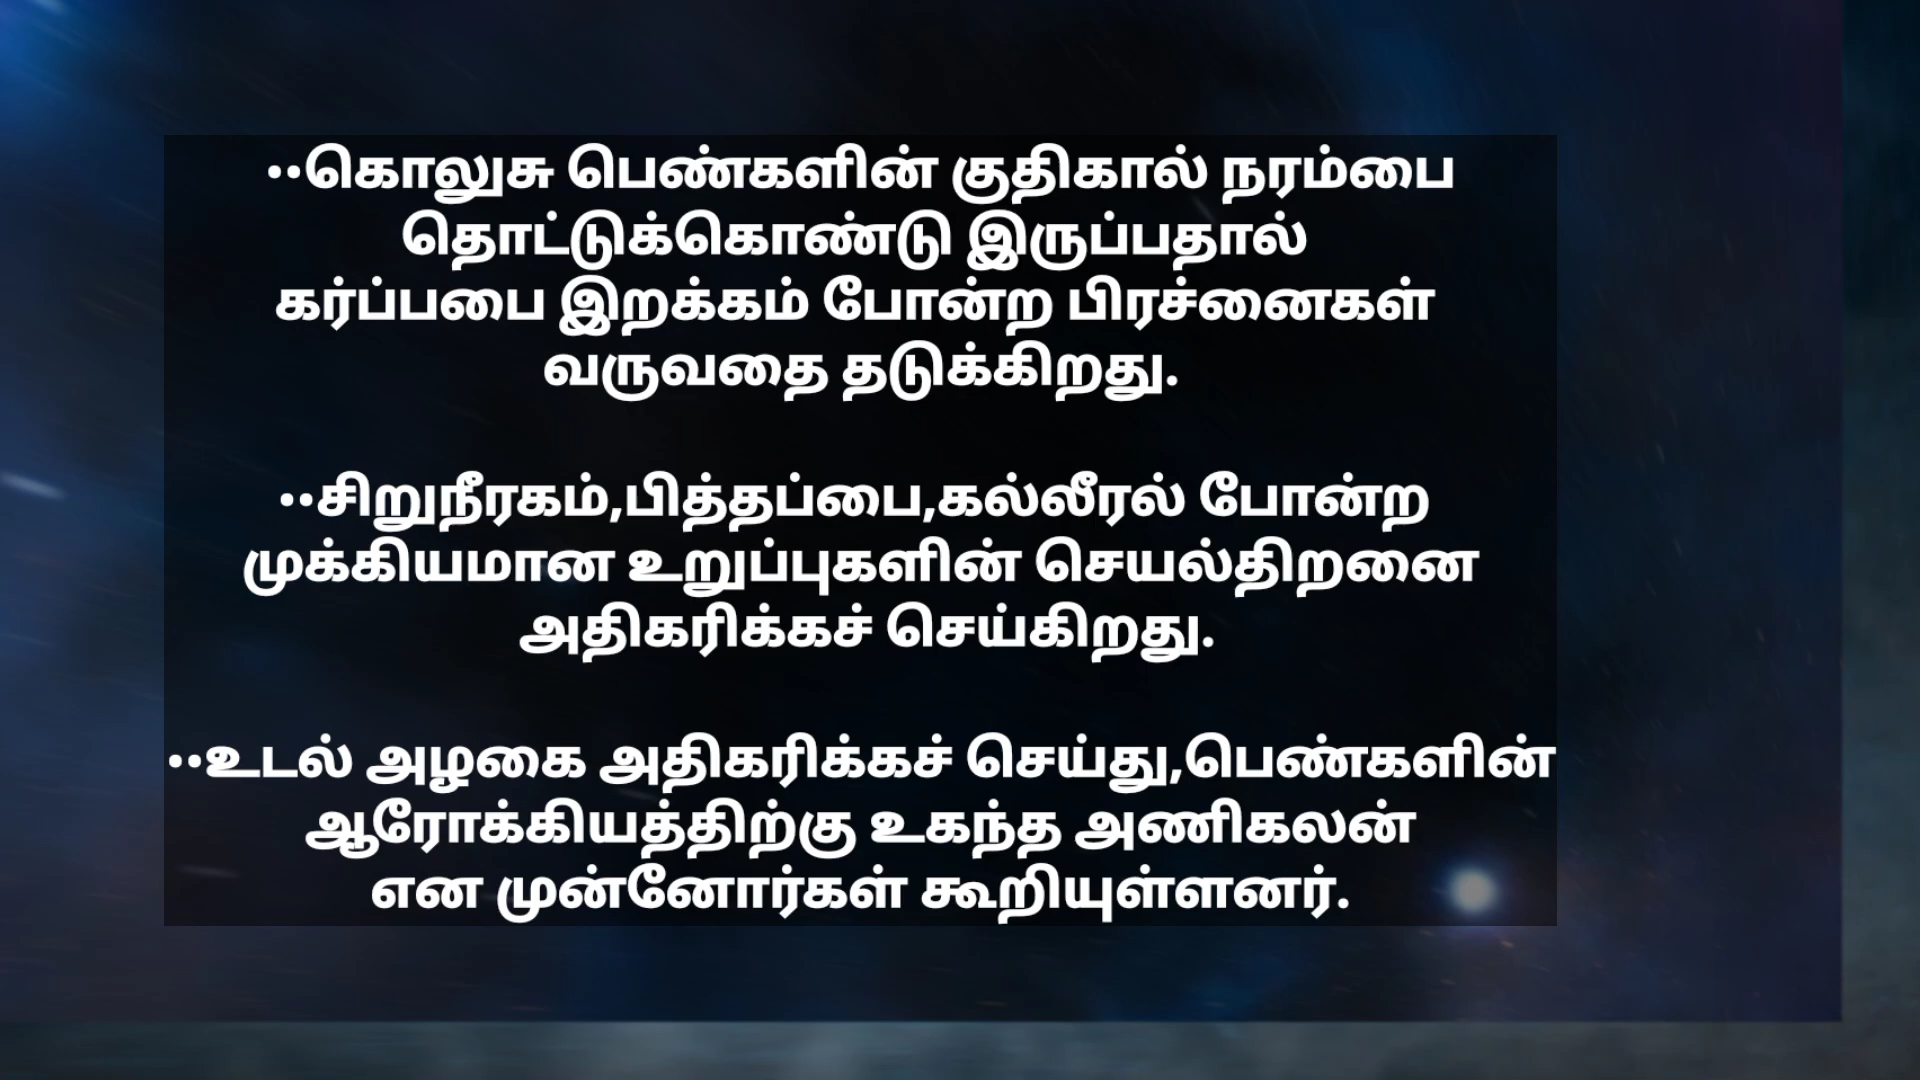 ••கொலுசு பெண்களின் குதிகால் நரம்பை
தொட்டுக்கொண்டு இருப்பதால்
கர்ப்பபை இறக்கம் போன்ற பிரச்னைகள்
வருவதை தடுக்கிறது.
••சிறுநீரகம்,பித்தப்பை,கல்லீரல் போன்ற
முக்கியமான உறுப்புகளின் செயல்திறனை
அதிகரிக்கச் செய்கிறது.
••உடல் அழகை அதிகரிக்கச் செய்து,பெண்களின்
ஆரோக்கியத்திற்கு உகந்த அணிகலன்
என முன்னோர்கள் கூறியுள்ளனர்.